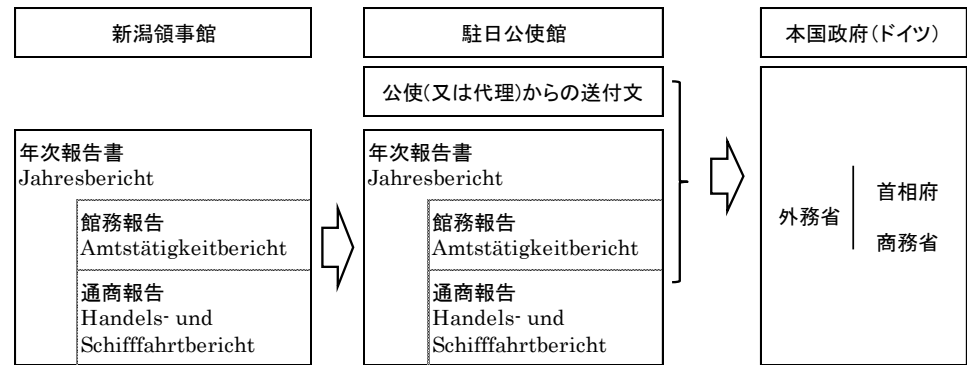 新潟領事館
駐日公使館
本国政府(ドイツ)
公使(又は代理)からの送付文
年次報告書
Jahresbericht
館務報告
Amtstätigkeitbericht
通商報告
Handels- und
Schifffahrtbericht
年次報告書
Jahresbericht
館務報告
Amtstätigkeitbericht
通商報告
Handels- und
Schifffahrtbericht
外務省
首相府
商務省